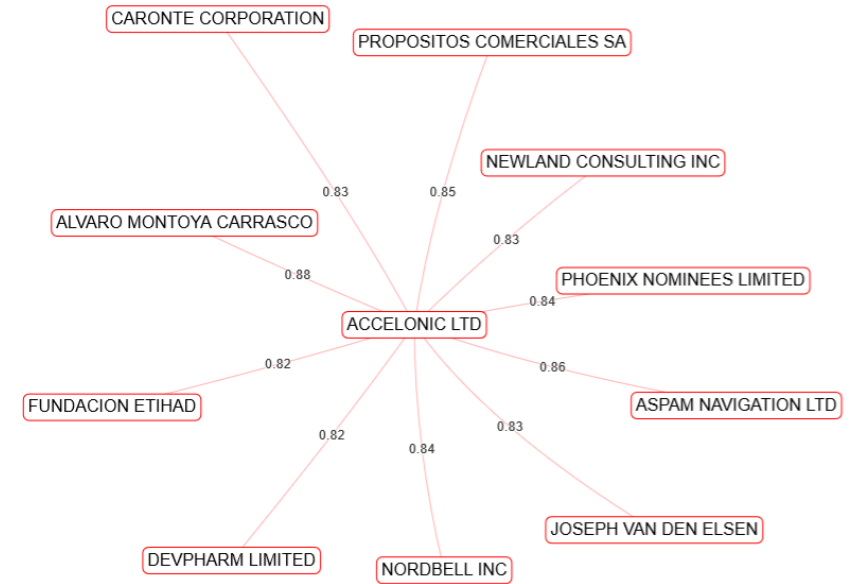 CARONTE CORPORATION
PROPOSITOS COMERCIALES SA
NEWLAND CONSULTING INC
0.83
0.85
ALVARO MONTOYA CARRASCO
0.83
0.88
PHOENIX NOMINEES LIMITED
0.84
ACCELONIC LTD
0.82
0.86
FUNDACION ETIHAD
ASPAM NAVIGATION LTD
0.83
0.82
0.84
JOSEPH VAN DEN ELSEN
DEVPHARM LIMITED
NORDBELL INC